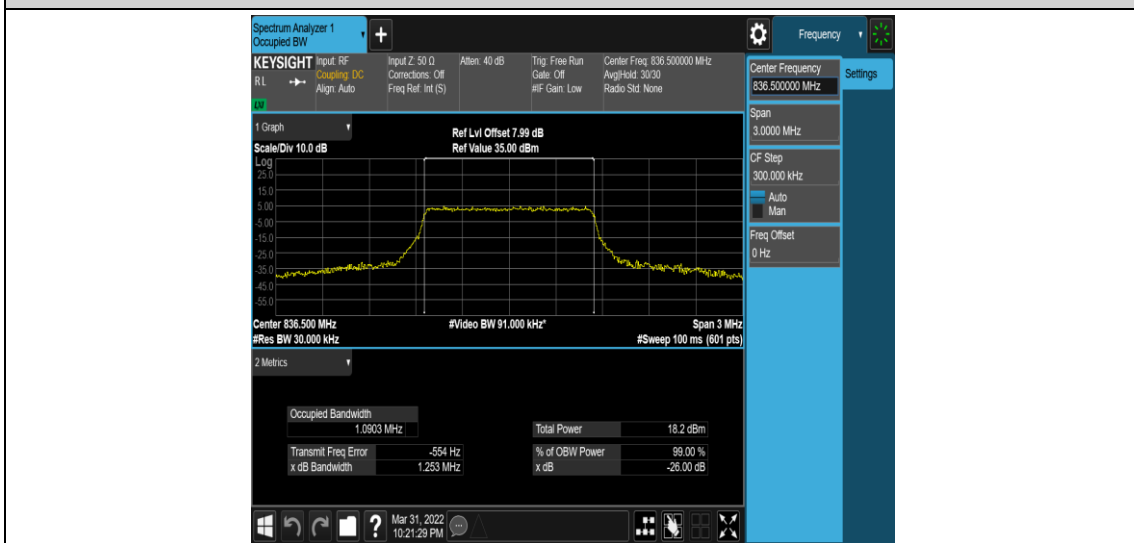 Spectrum Analyzer 1
Occupied BW
+
Frequency
KEYSIGHT
RL
LXI
Input: RF
Coupling: DC
Align: Auto
Input Z: 50 Ω
Corrections: Off
Freq Ref: Int (S)
Atten: 40 dB
Trig: Free Run
Gate: Off
#IF Gain: Low
Center Freq: 836.500000 MHz
Avg|Hold: 30/30
Radio Std: None
Center Frequency
836.500000 MHz
Settings
Span
3.0000 MHz
CF Step
300.000 kHz
Auto
Man
Freq Offset
0 Hz
1 Graph
Scale/Div 10.0 dB
Ref Lvl Offset 7.99 dB
Ref Value 35.00 dBm
Log
25.0
15.0
5.00
-5.00
-15.0
-25.0
-35.0
-45.0
-55.0
Center 836.500 MHz
#Video BW 91.000 kHz*
Span 3 MHz
#Res BW 30.000 kHz
#Sweep 100 ms (601 pts)
2 Metrics
Occupied Bandwidth
1.0903 MHz
Total Power 18.2 dBm
Transmit Freq Error -554 Hz
% of OBW Power 99.00 %
x dB Bandwidth 1.253 MHz
x dB -26.00 dB
?
Mar 31, 2022
10:21:29 PM